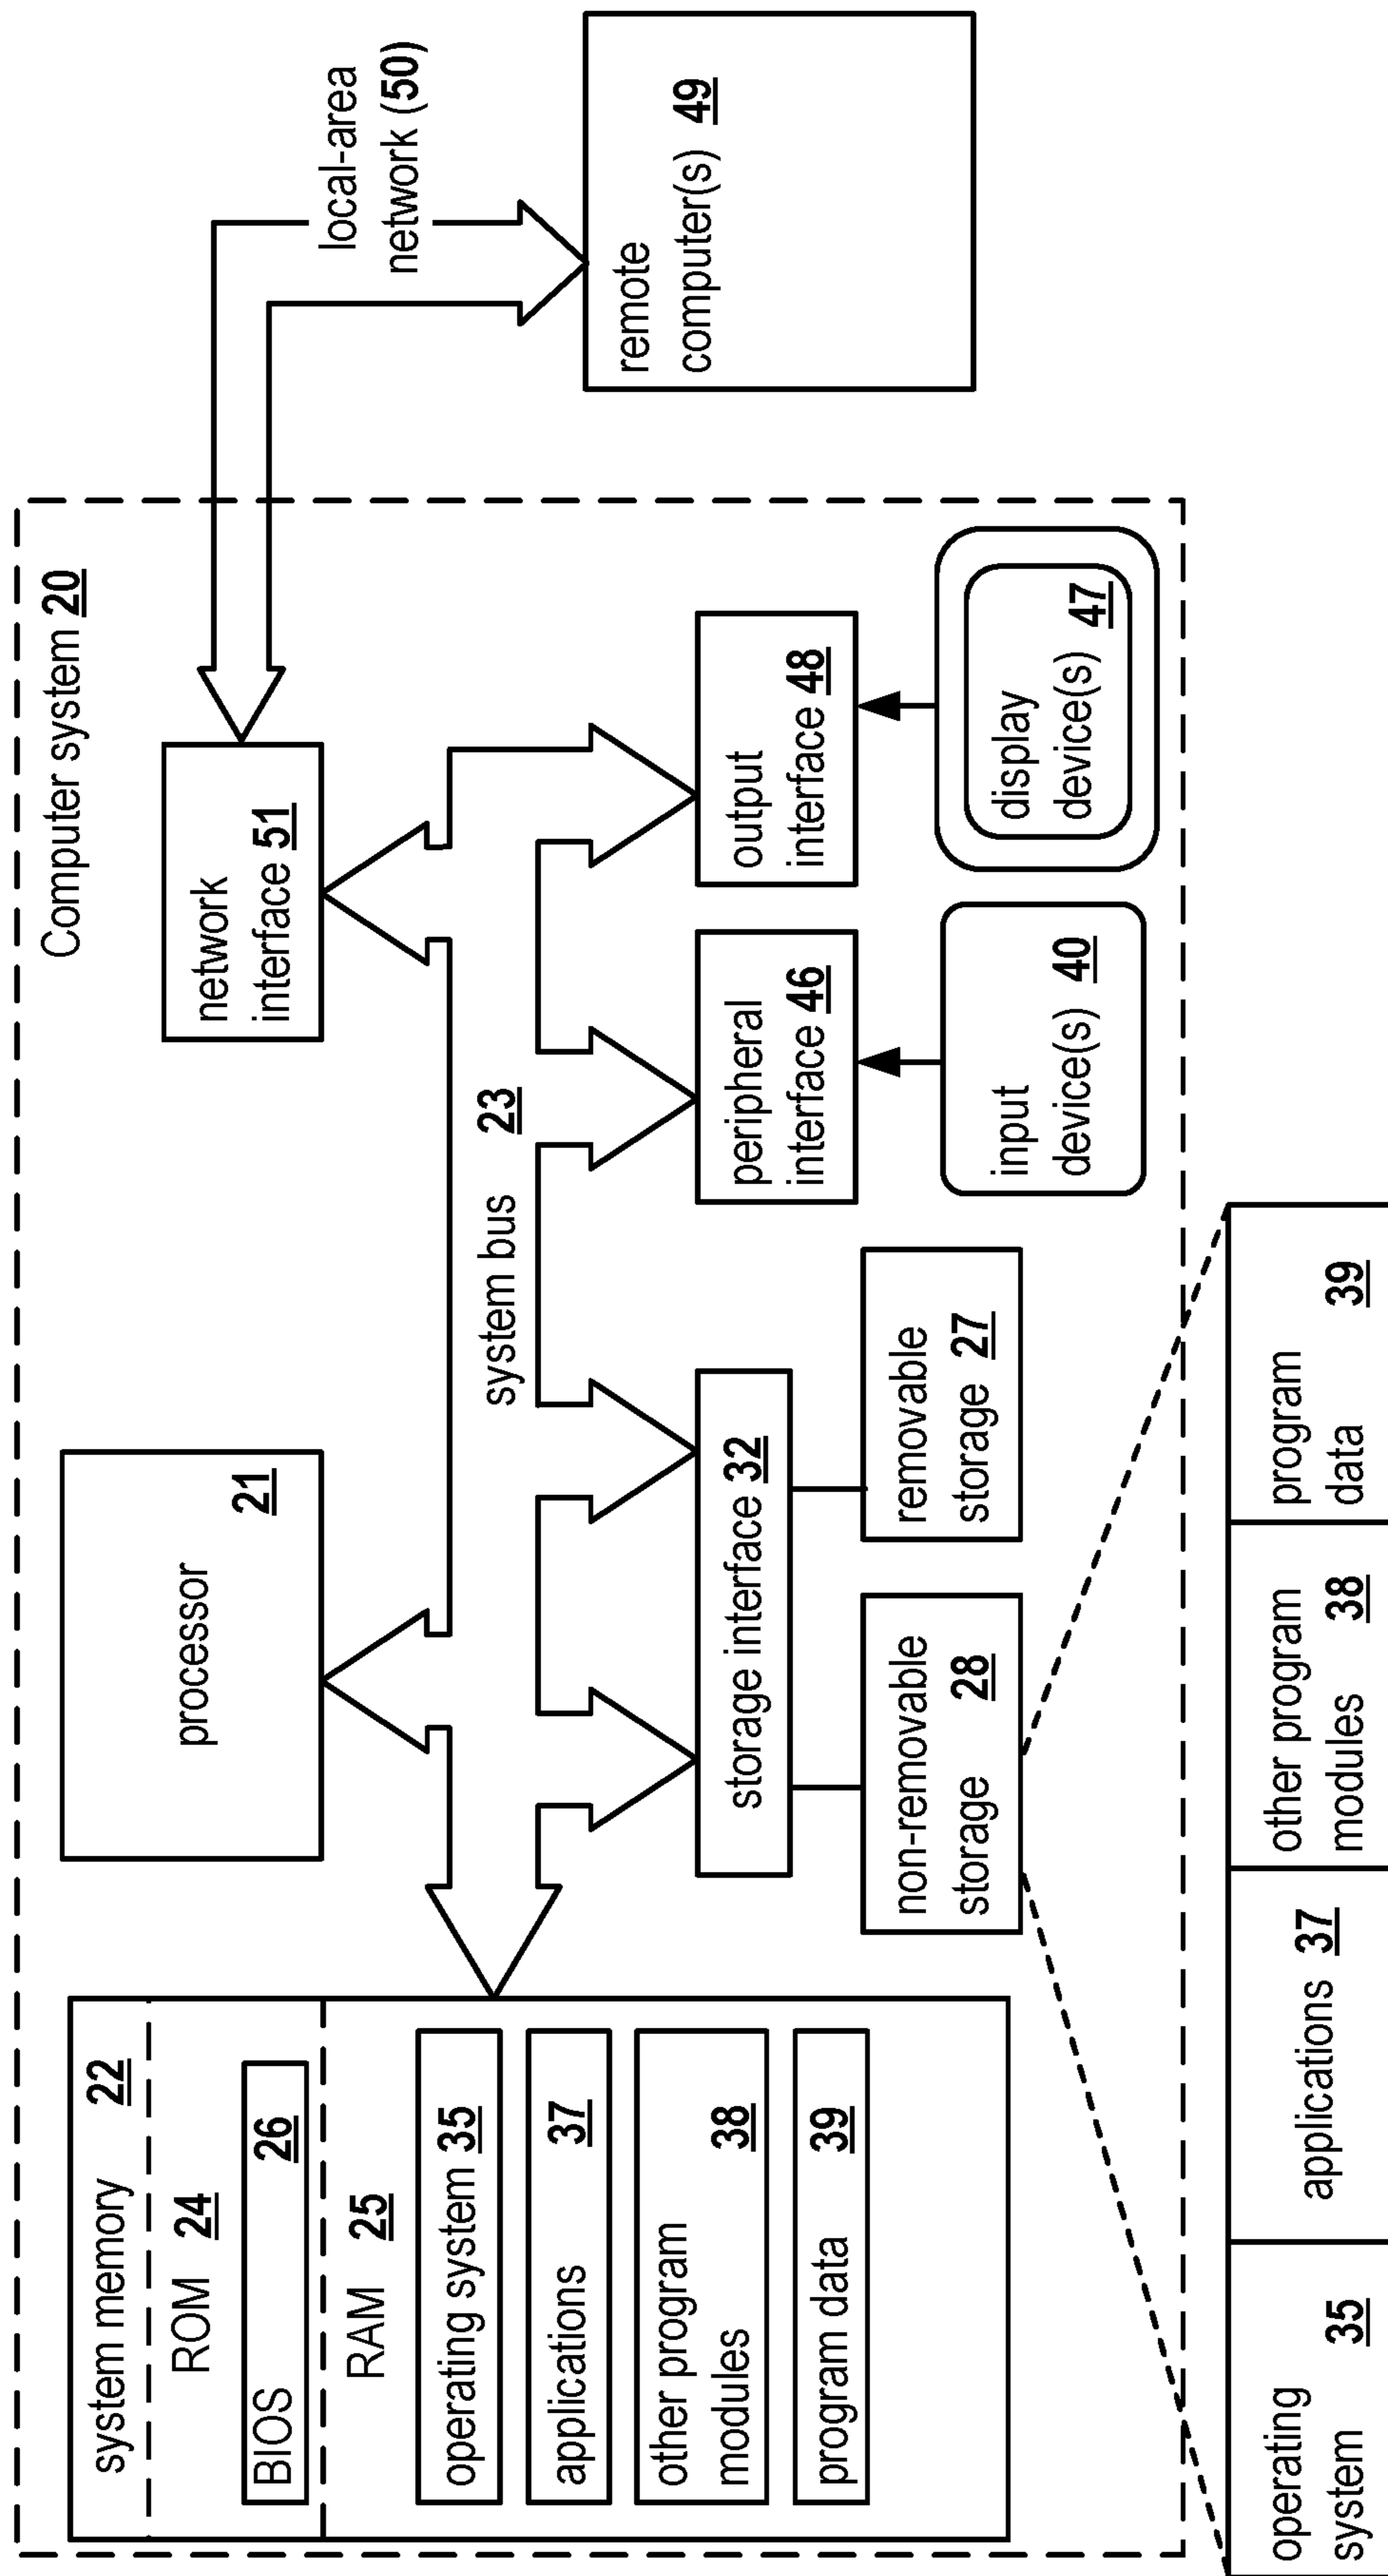 Computer system 20
system memory 22
ROM 24
BIOS 26
RAM 25
operating system 35
applications 37
other program
modules 38
program data 39
processor
21
network
interface 51
system bus 23
storage interface 32
non-removable
storage 28
removable
storage 27
peripheral
interface 46
output
interface 48
input
device(s) 40
display
device(s) 47
local-area
network (50)
remote
computer(s) 49
operating
system 35
applications 37
other program
modules 38
program
data 39